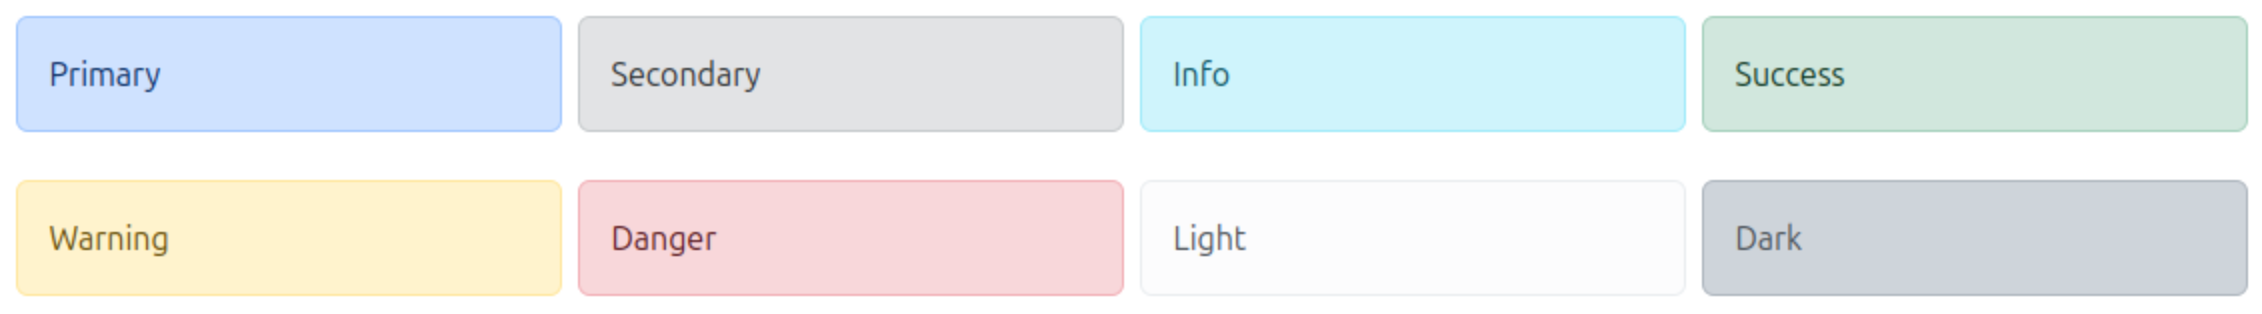 Primary
Secondary
Info
Success
Warning
Danger
Light
Dark